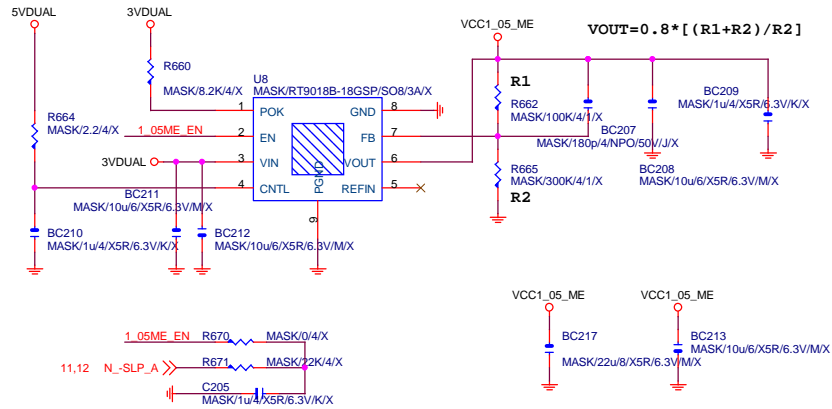 5VDUAL
3VDUAL
VCC1_05_ME
VOUT=0.8*[(R1+R2)/R2]
R660
MASK/8.2K/4/X
U8
MASK/RT9018B-18GSP/SO8/3A/X
R664
MASK/2.2/4/X
1_05ME_EN
3VDUAL
1
2
3
4
POK
EN
VIN
CNTL
PGND
9
GND
FB
VOUT
REFIN
8
7
6
5
R1
R662
MASK/100K/4/1/X
R665
MASK/300K/4/1/X
R2
BC207
MASK/180p/4/NPO/50V/J/X
BC208
MASK/10u/6/X5R/6.3V/M/X
BC209
MASK/1u/4/X5R/6.3V/K/X
BC211
MASK/10u/6/X5R/6.3V/M/X
BC210
MASK/1u/4/X5R/6.3V/K/X
BC212
MASK/10u/6/X5R/6.3V/M/X
1_05ME_EN
R670
MASK/0/4/X
11,12 N_-SLP_A
R671
MASK/22K/4/X
C205
MASK/1u/4/X5R/6.3V/K/X
VCC1_05_ME
BC217
MASK/22u/8/X5R/6.3V/M/X
VCC1_05_ME
BC213
MASK/10u/6/X5R/6.3V/M/X